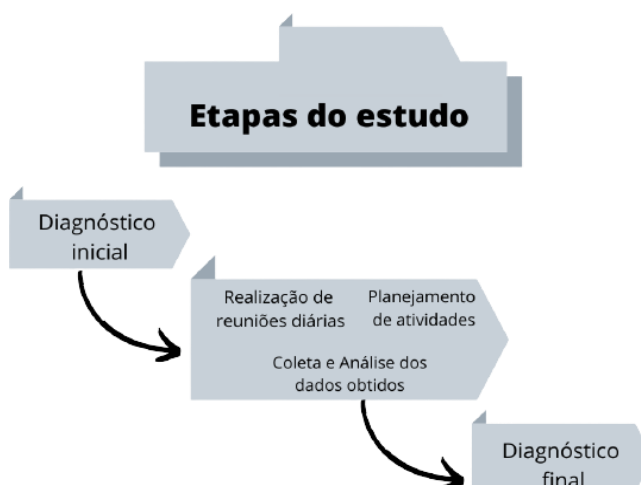 Etapas do estudo
Diagnóstico
inicial
Realização de
reuniões diárias
Planejamento
de atividades
Coleta e Análise dos
dados obtidos
Diagnóstico
final